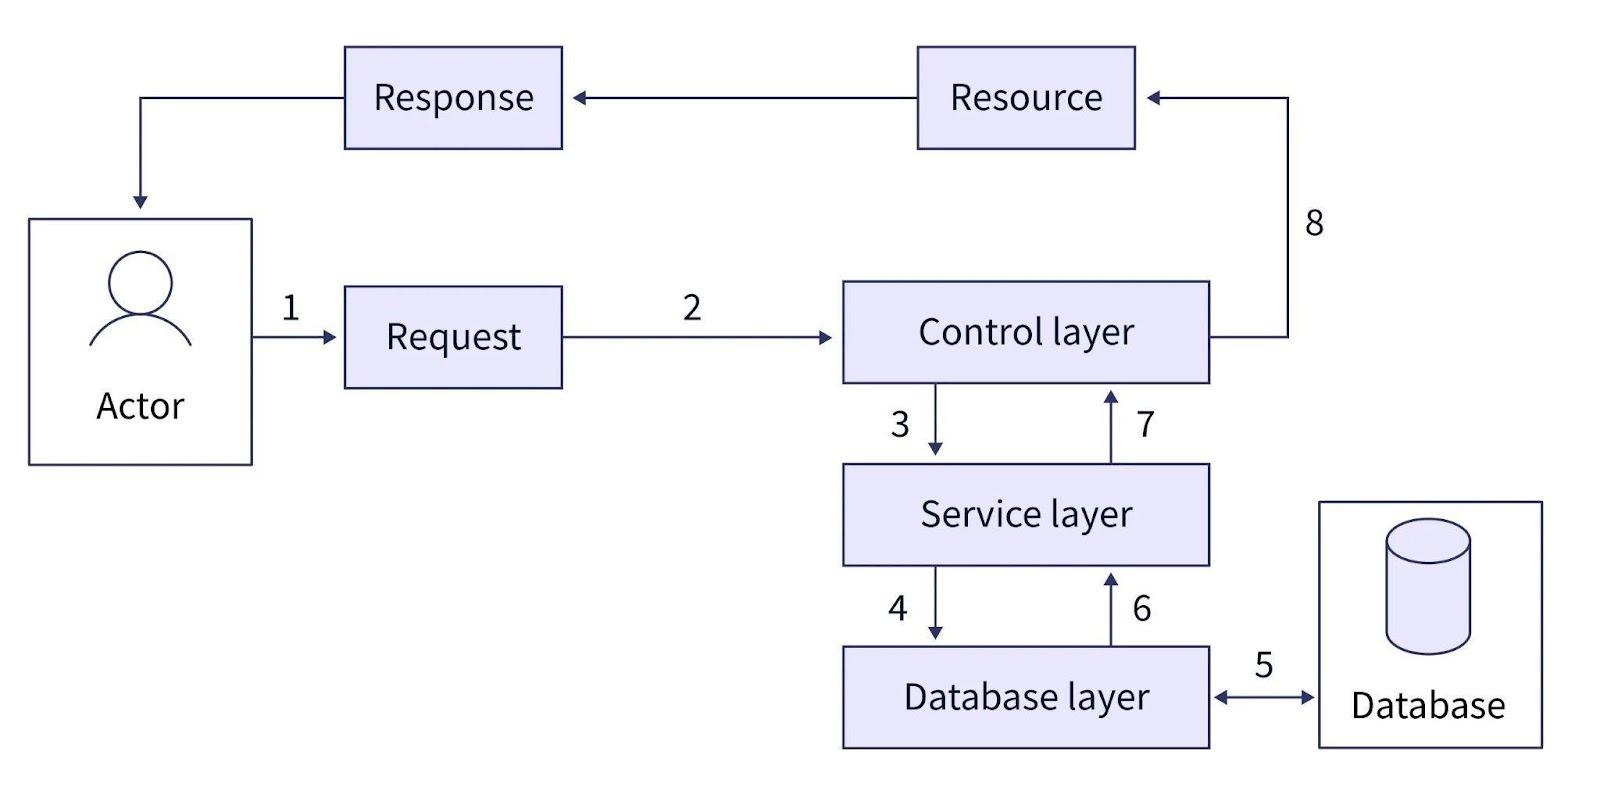 Response
Resource
8
1
2
Request
Control layer
Actor
3
7
Service layer
4
6
5
Database layer
Database